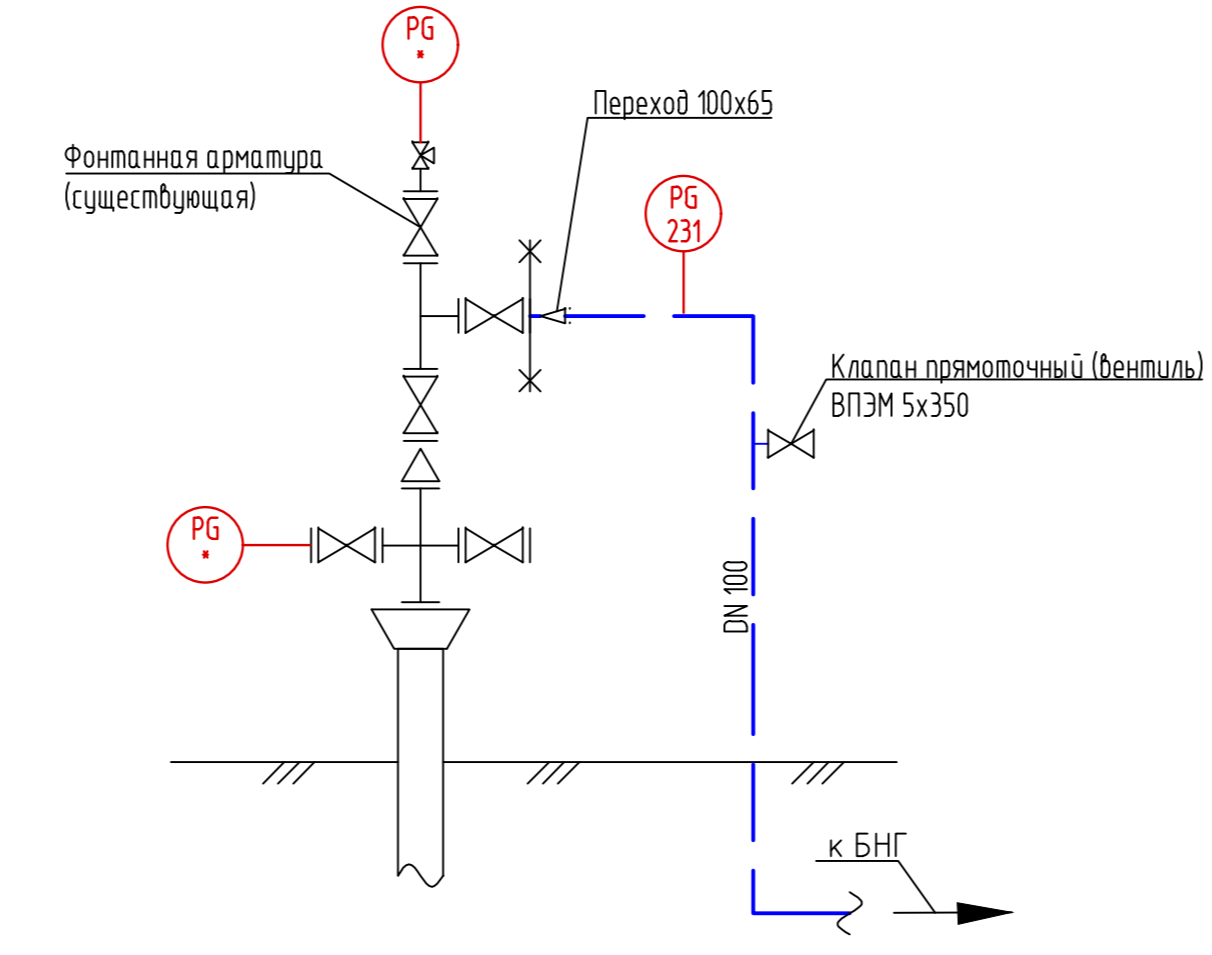 PG
*
Переход 100х65
Фонтанная арматура
(существующая)
PG
231
Клапан прямоточный (вентиль)
ВПЭМ 5х350
PG
*
DN 100
к БНГ